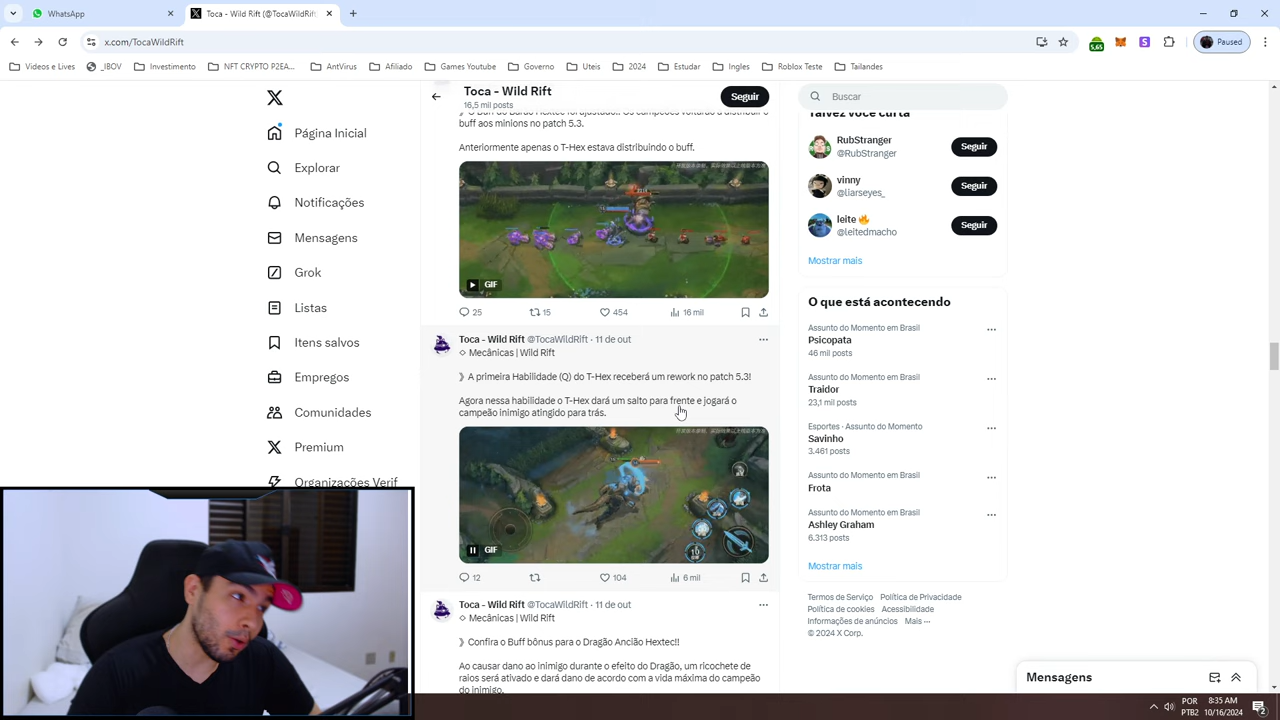 WhatsApp
Toca - Wild Rift (@TocaWildRift
x.com/TocaWildRift
5,65
S
Paused
Videos e Lives
_IBOV
Investimento
NFT CRYPTO P2EA...
AntVirus
Afiliado
Games Youtube
Governo
Uteis
2024
Estudar
Ingles
Roblox Teste
Tailandes
Página Inicial
Explorar
Notificações
Mensagens
Grok
Listas
Itens salvos
Empregos
Comunidades
Premium
Organizações Verif
Toca - Wild Rift
16,5 mil posts
Seguir
buff aos minions no patch 5.3.
Anteriormente apenas o T-Hex estava distribuindo o buff.
GIF
25
15
454
16 mil
Toca - Wild Rift @TocaWildRift · 11 de out
◇ Mecânicas | Wild Rift
》A primeira Habilidade (Q) do T-Hex receberá um rework no patch 5.3!
Agora nessa habilidade o T-Hex dará um salto para frente e jogará o
campeão inimigo atingido para trás.
GIF
12
104
6 mil
Toca - Wild Rift @TocaWildRift · 11 de out
◇ Mecânicas | Wild Rift
》Confira o Buff bônus para o Dragão Ancião Hextec!!
Ao causar dano ao inimigo durante o efeito do Dragão, um ricochete de
raios será ativado e dará dano de acordo com a vida máxima do campeão
do inimigo.
Buscar
Talvez você curta
RubStranger
@RubStranger
Seguir
vinny
@liarseyes_
Seguir
leite 🔥
@leitedmacho
Seguir
Mostrar mais
O que está acontecendo
Assunto do Momento em Brasil
Psicopata
46 mil posts
Assunto do Momento em Brasil
Traidor
23,1 mil posts
Esportes · Assunto do Momento
Savinho
3.461 posts
Assunto do Momento em Brasil
Frota
Assunto do Momento em Brasil
Ashley Graham
6.313 posts
Mostrar mais
Termos de Serviço Política de Privacidade
Política de cookies Acessibilidade
Informações de anúncios Mais ···
© 2024 X Corp.
Mensagens
POR
PTB2
8:35 AM
10/16/2024
2